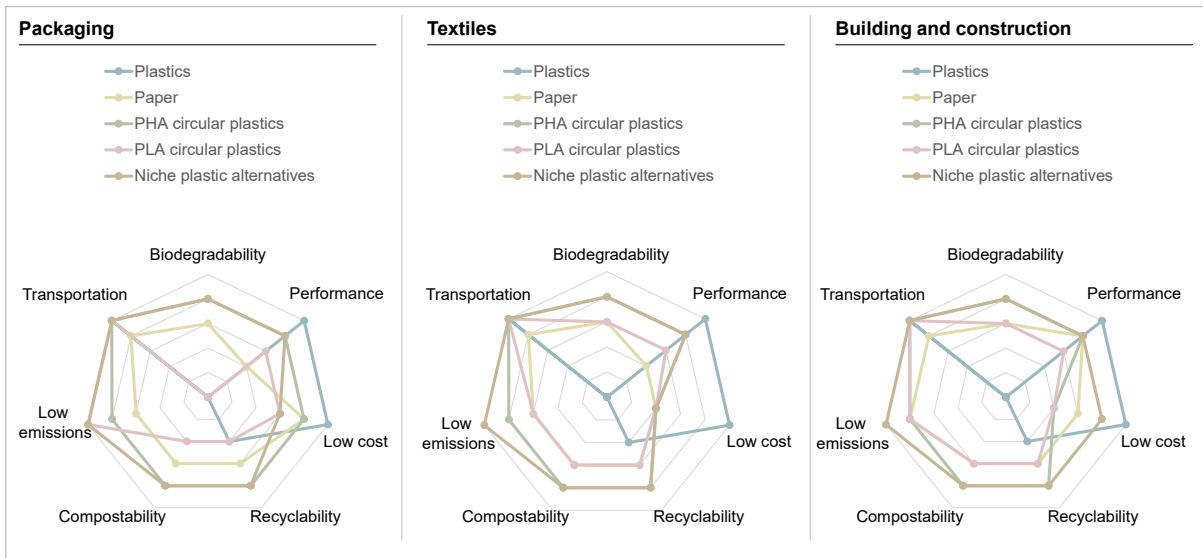 Packaging
Plastics
Paper
PHA circular plastics
PLA circular plastics
Niche plastic alternatives
Biodegradability
Transportation
Performance
Low
emissions
Low cost
Compostability
Recyclability
Textiles
Plastics
Paper
PHA circular plastics
PLA circular plastics
Niche plastic alternatives
Biodegradability
Transportation
Performance
Low
emissions
Low cost
Compostability
Recyclability
Building and construction
Plastics
Paper
PHA circular plastics
PLA circular plastics
Niche plastic alternatives
Biodegradability
Transportation
Performance
Low
emissions
Low cost
Compostability
Recyclability